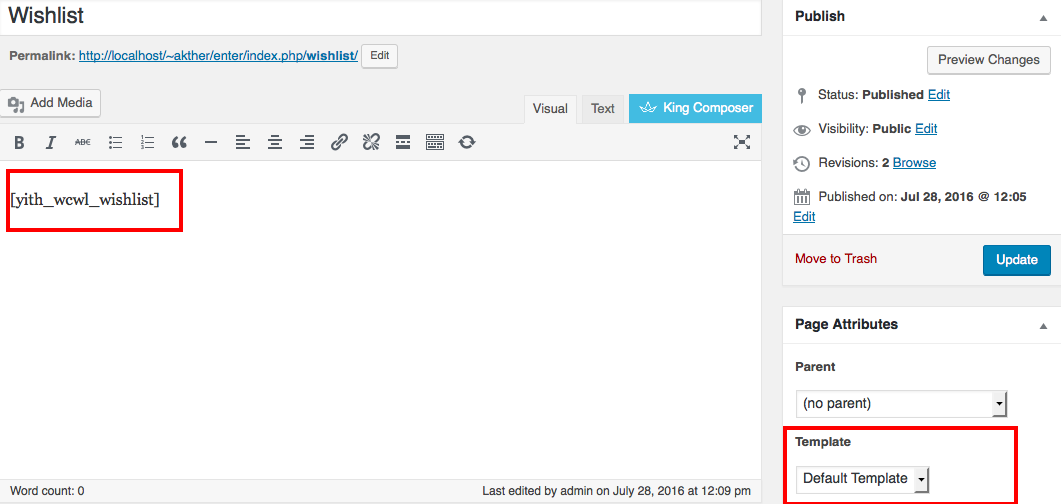 Wishlist
Permalink: http://localhost/~akther/enter/index.php/wishlist/ Edit
Add Media
Visual Text King Composer
B I ABC
[yith_wcwl_wishlist]
Word count: 0
Last edited by admin on July 28, 2016 at 12:09 pm
Publish
Preview Changes
Status: Published Edit
Visibility: Public Edit
Revisions: 2 Browse
Published on: Jul 28, 2016 @ 12:05
Edit
Move to Trash Update
Page Attributes
Parent
(no parent)
Template
Default Template